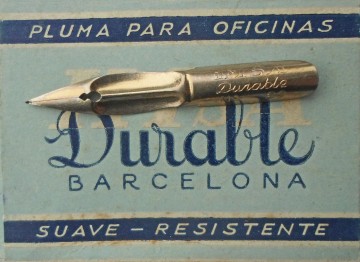 PLUMA PARA OFICINAS
Durable
Durable
BARCELONA
SUAVE - RESISTENTE